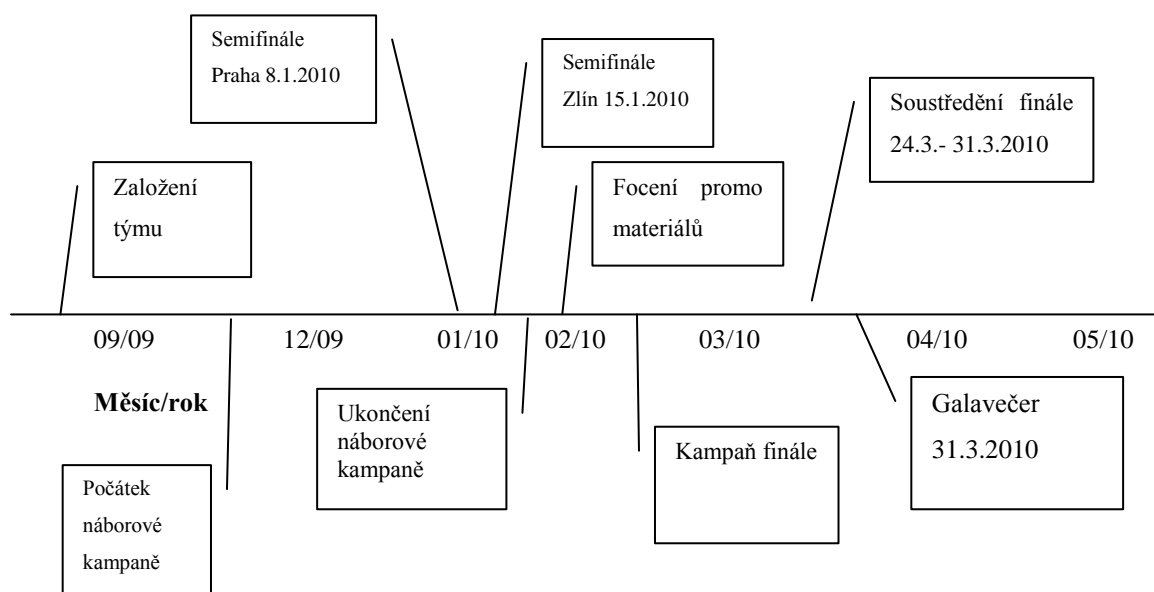 Semifinále
Praha 8.1.2010
Semifinále
Zlín 15.1.2010
Soustředění finále
24.3.- 31.3.2010
Založení
týmu
Focení promo
materiálů
09/09 12/09 01/10 02/10 03/10 04/10 05/10
Měsíc/rok
Ukončení
náborové
kampaně
Galavečer
31.3.2010
Kampaň finále
Počátek
náborové
kampaně